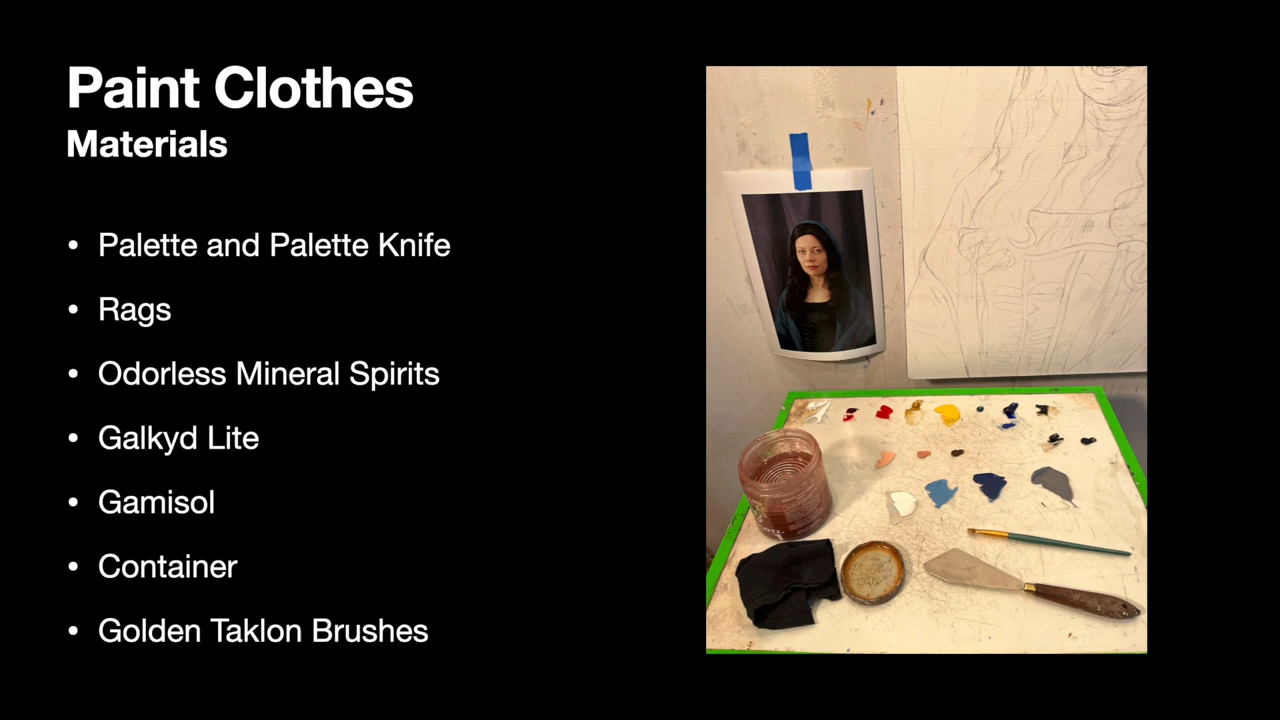 Paint Clothes
Materials
• Palette and Palette Knife
• Rags
• Odorless Mineral Spirits
• Galkyd Lite
• Gamisol
• Container
• Golden Taklon Brushes